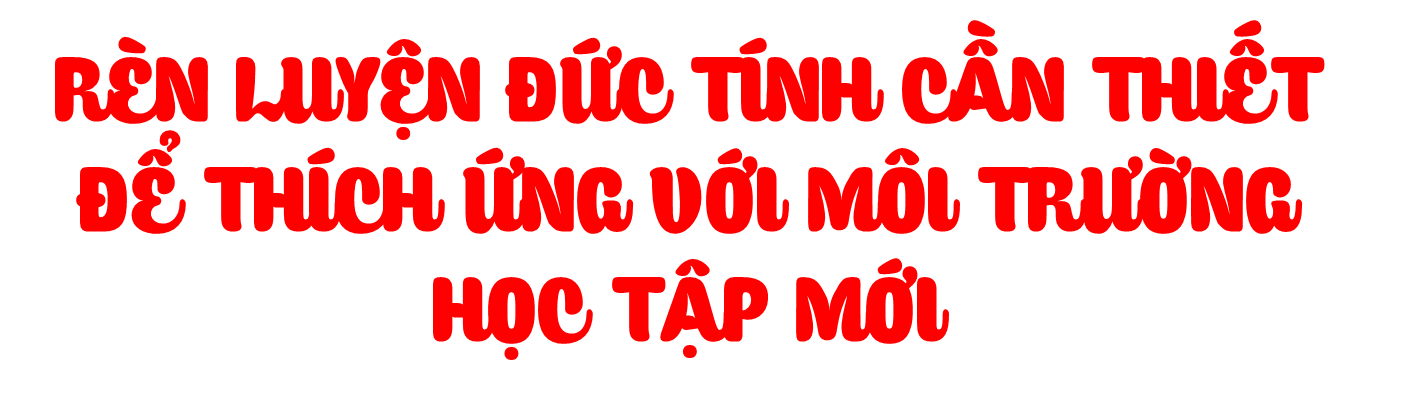 RÈN LUYỆN ĐỨC TÍNH CẦN THIẾT
ĐỂ THÍCH ỨNG VỚI MÔI TRƯỜNG
HỌC TẬP MỚI